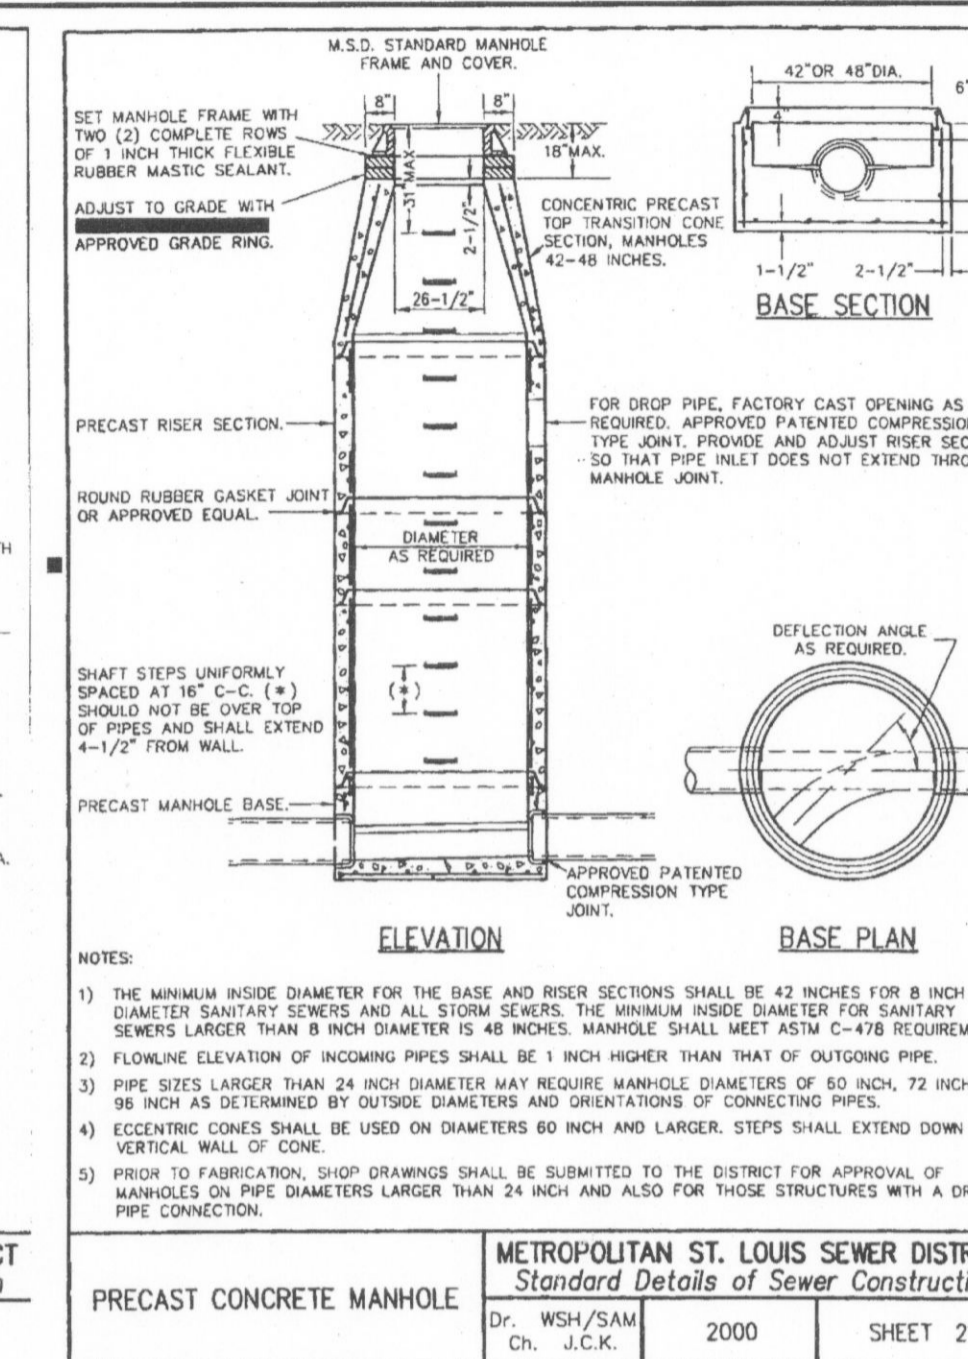 M.S.D. STANDARD MANHOLE
FRAME AND COVER.
8"
8"
SET MANHOLE FRAME WITH
TWO (2) COMPLETE ROWS
OF 1 INCH THICK FLEXIBLE
RUBBER MASTIC SEALANT.
ADJUST TO GRADE WITH
APPROVED GRADE RING.
31" MAX
18"MAX.
2-1/2"
26-1/2"
CONCENTRIC PRECAST
TOP TRANSITION CONE
SECTION, MANHOLES
42-48 INCHES.
42"OR 48"DIA.
6"
4"
1-1/2"
2-1/2"
BASE SECTION
PRECAST RISER SECTION.
FOR DROP PIPE, FACTORY CAST OPENING AS
REQUIRED. APPROVED PATENTED COMPRESSION
TYPE JOINT. PROVIDE AND ADJUST RISER SEC
SO THAT PIPE INLET DOES NOT EXTEND THRO
MANHOLE JOINT.
ROUND RUBBER GASKET JOINT
OR APPROVED EQUAL.
DIAMETER
AS REQUIRED
TH
SHAFT STEPS UNIFORMLY
SPACED AT 16" C-C. (*)
SHOULD NOT BE OVER TOP
OF PIPES AND SHALL EXTEND
4-1/2" FROM WALL.
(*)
DEFLECTION ANGLE
AS REQUIRED.
PRECAST MANHOLE BASE.
A.
APPROVED PATENTED
COMPRESSION TYPE
JOINT.
ELEVATION
BASE PLAN
NOTES:
1) THE MINIMUM INSIDE DIAMETER FOR THE BASE AND RISER SECTIONS SHALL BE 42 INCHES FOR 8 INCH
DIAMETER SANITARY SEWERS AND ALL STORM SEWERS. THE MINIMUM INSIDE DIAMETER FOR SANITARY
SEWERS LARGER THAN 8 INCH DIAMETER IS 48 INCHES. MANHOLE SHALL MEET ASTM C-478 REQUIREM
2) FLOWLINE ELEVATION OF INCOMING PIPES SHALL BE 1 INCH HIGHER THAN THAT OF OUTGOING PIPE.
3) PIPE SIZES LARGER THAN 24 INCH DIAMETER MAY REQUIRE MANHOLE DIAMETERS OF 60 INCH, 72 INCH
96 INCH AS DETERMINED BY OUTSIDE DIAMETERS AND ORIENTATIONS OF CONNECTING PIPES.
4) ECCENTRIC CONES SHALL BE USED ON DIAMETERS 60 INCH AND LARGER. STEPS SHALL EXTEND DOWN
VERTICAL WALL OF CONE.
5) PRIOR TO FABRICATION, SHOP DRAWINGS SHALL BE SUBMITTED TO THE DISTRICT FOR APPROVAL OF
MANHOLES ON PIPE DIAMETERS LARGER THAN 24 INCH AND ALSO FOR THOSE STRUCTURES WITH A DR
PIPE CONNECTION.
CT
PRECAST CONCRETE MANHOLE
METROPOLITAN ST. LOUIS SEWER DISTR
Standard Details of Sewer Constructi
Dr. WSH/SAM
Ch. J.C.K.
2000
SHEET 2